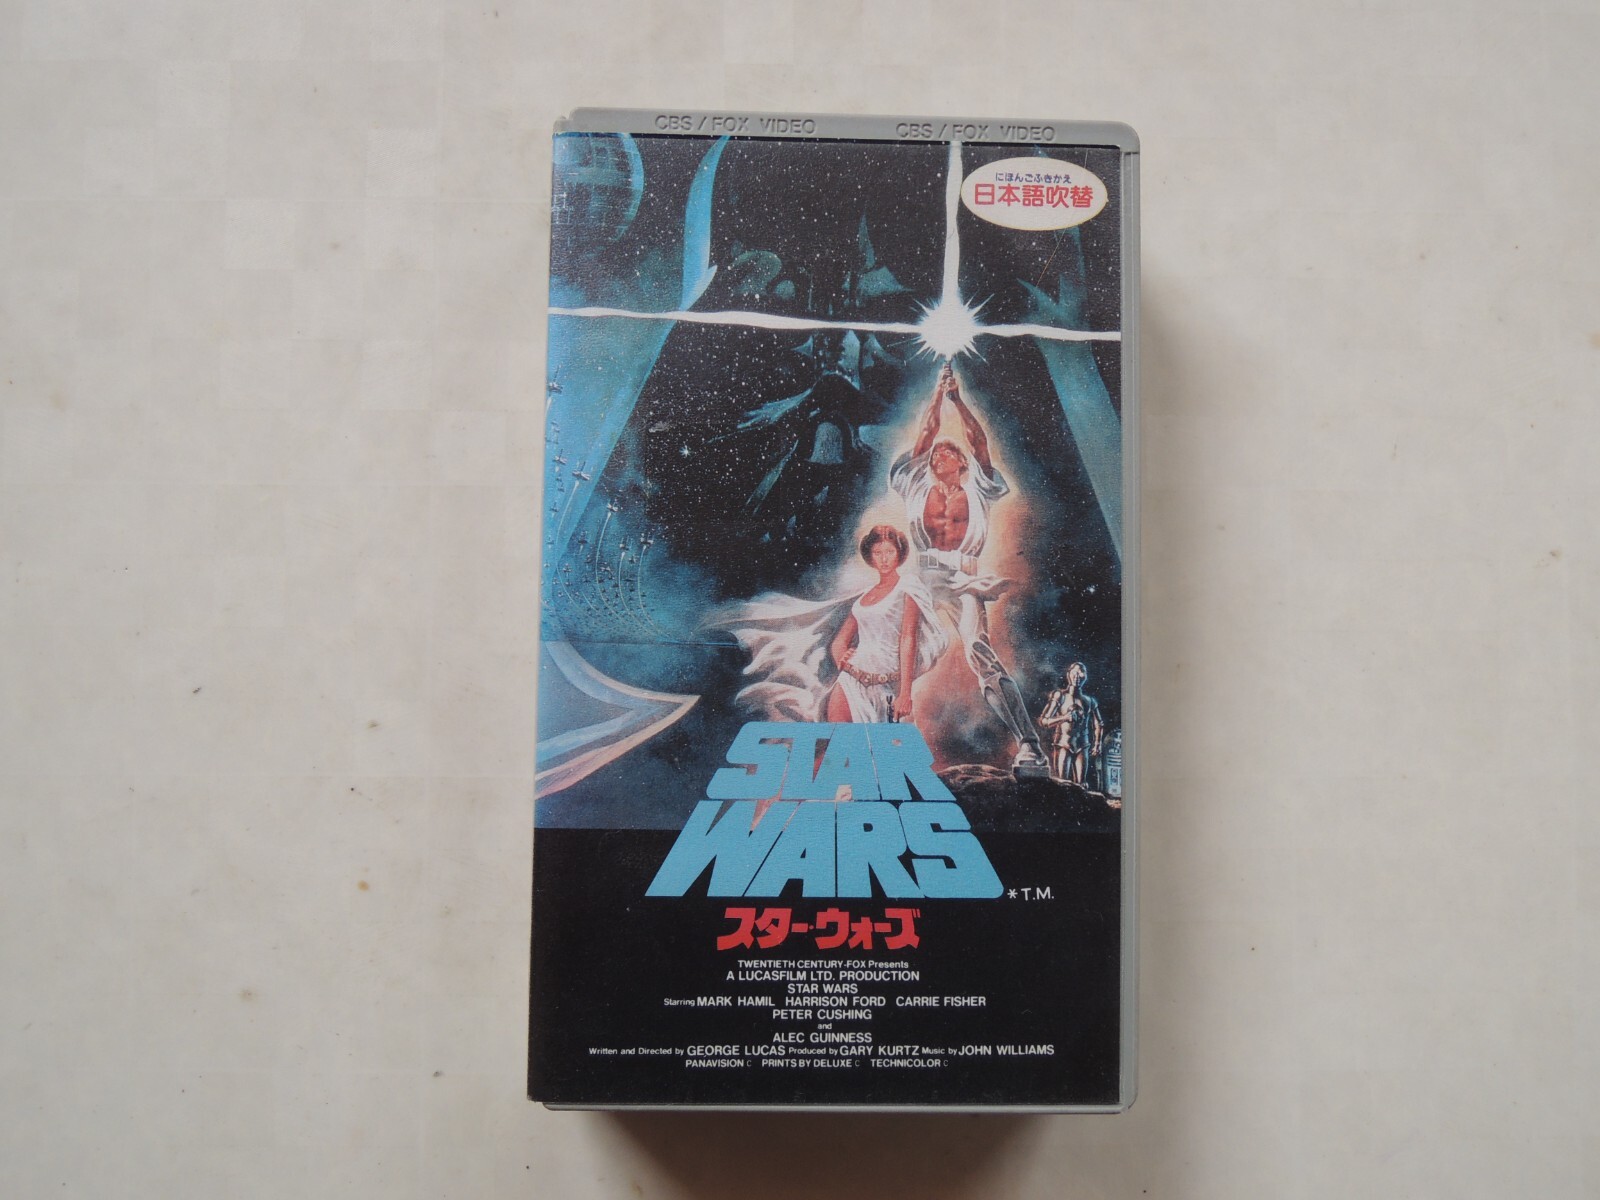 CBS / FOX VIDEO CBS / FOX VIDEO
にほんごふきかえ
日本語吹替
STAR
WARS
*T.M.
スター・ウォーズ
TWENTIETH CENTURY-FOX Presents
A LUCASFILM LTD. PRODUCTION
STAR WARS
Starring MARK HAMIL HARRISON FORD CARRIE FISHER
PETER CUSHING
and
ALEC GUINNESS
Written and Directed by GEORGE LUCAS Produced by GARY KURTZ Music by JOHN WILLIAMS
PANAVISION C PRINTS BY DELUXE C TECHNICOLOR C